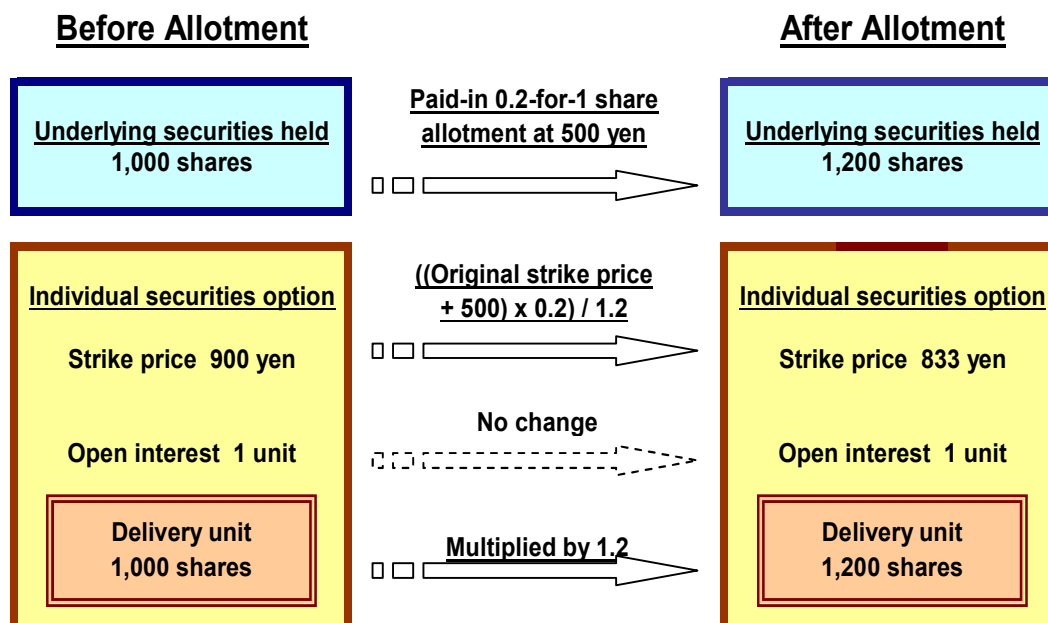 Before Allotment
After Allotment
Underlying securities held
1,000 shares
Paid-in 0.2-for-1 share
allotment at 500 yen
Underlying securities held
1,200 shares
Individual securities option
Strike price 900 yen
Open interest 1 unit
Delivery unit
1,000 shares
((Original strike price
+ 500) x 0.2) / 1.2
No change
Multiplied by 1.2
Individual securities option
Strike price 833 yen
Open interest 1 unit
Delivery unit
1,200 shares